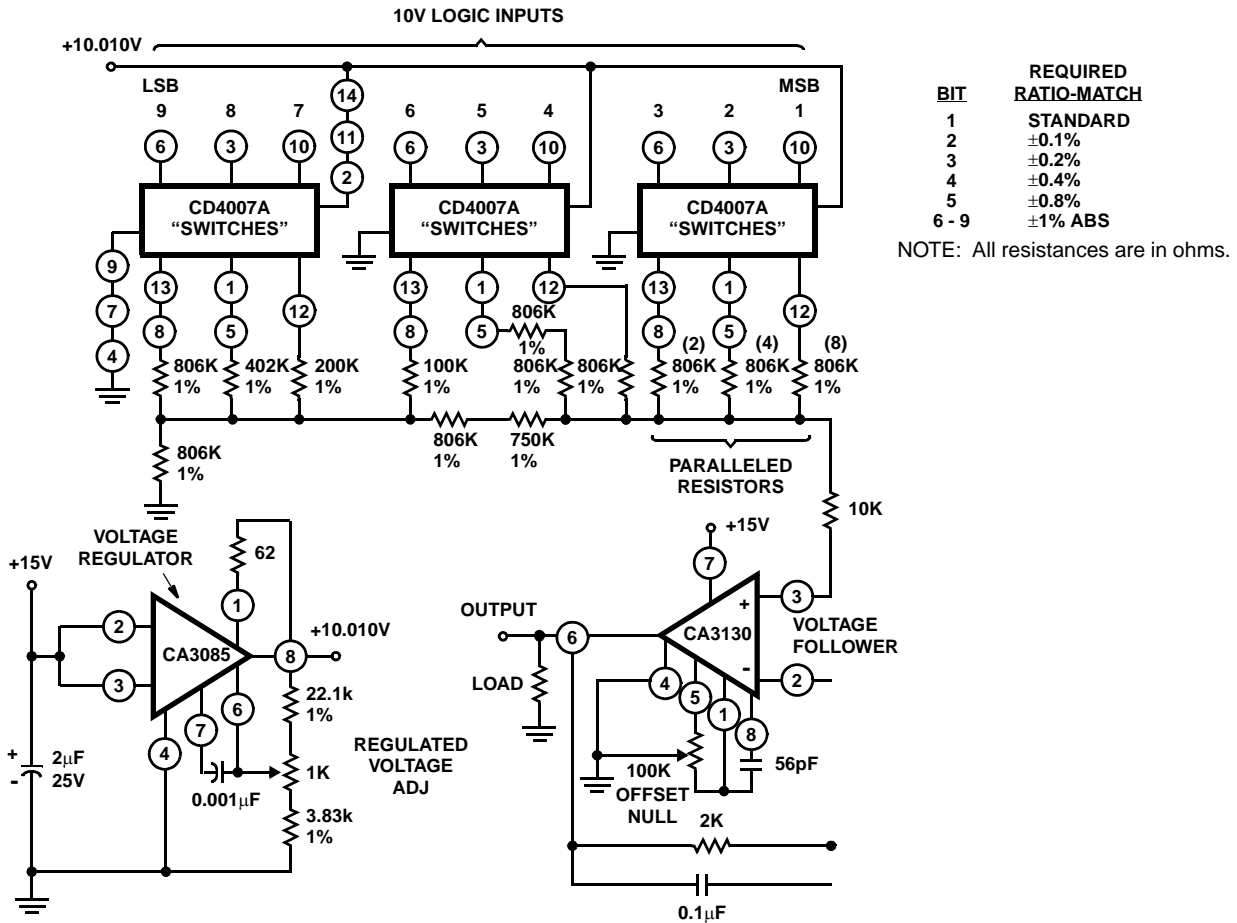 10V LOGIC INPUTS
+10.010V
LSB
9 8 7
6 3 10
14
11
2
6 5 4
6 3 10
MSB
3 2 1
6 3 10
CD4007A
“SWITCHES”
CD4007A
“SWITCHES”
CD4007A
“SWITCHES”
9
7
4
13 1 12
8 5
13 1 12
8 5
13 1 12
8 5
806K
1%
402K
1%
200K
1%
100K
1%
806K
1%
806K
1%
806K
1%
(2)
806K
1%
(4)
806K
1%
(8)
806K
1%
806K
1%
750K
1%
806K
1%
PARALLELED
RESISTORS
10K
REQUIRED
BIT RATIO-MATCH
1 STANDARD
2 ±0.1%
3 ±0.2%
4 ±0.4%
5 ±0.8%
6 - 9 ±1% ABS
NOTE: All resistances are in ohms.
VOLTAGE
REGULATOR
+15V
62
1
2
3
CA3085
8
+10.010V
6
7
4
22.1k
1%
1K
3.83k
1%
0.001µF
+
-
2µF
25V
REGULATED
VOLTAGE
ADJ
+15V
7
OUTPUT
6
LOAD
CA3130
+
-
3
2
VOLTAGE
FOLLOWER
4
5
1
8
100K
OFFSET
NULL
56pF
2K
0.1µF